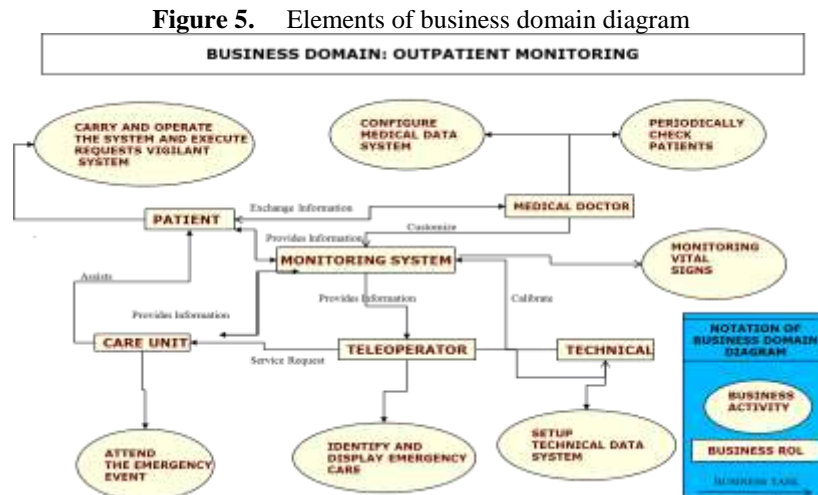 Figure 5. Elements of business domain diagram
BUSINESS DOMAIN: OUTPATIENT MONITORING
CARRY AND OPERATE
THE SYSTEM AND EXECUTE
REQUESTS VIGILANT
SYSTEM
CONFIGURE
MEDICAL DATA
SYSTEM
PERIODICALLY
CHECK
PATIENTS
Exchange Information
MEDICAL DOCTOR
PATIENT
Customize
Provides Information
MONITORING SYSTEM
MONITORING
VITAL
SIGNS
Assists
Provides Information
Provides Information
Calibrate
CARE UNIT
Service Request
TELEOPERATOR
TECHNICAL
NOTATION OF
BUSINESS DOMAIN
DIAGRAM
BUSINESS
ACTIVITY
BUSINESS ROL
BUSINESS TASK
ATTEND
THE EMERGENCY
EVENT
IDENTIFY AND
DISPLAY EMERGENCY
CARE
SETUP
TECHNICAL DATA
SYSTEM